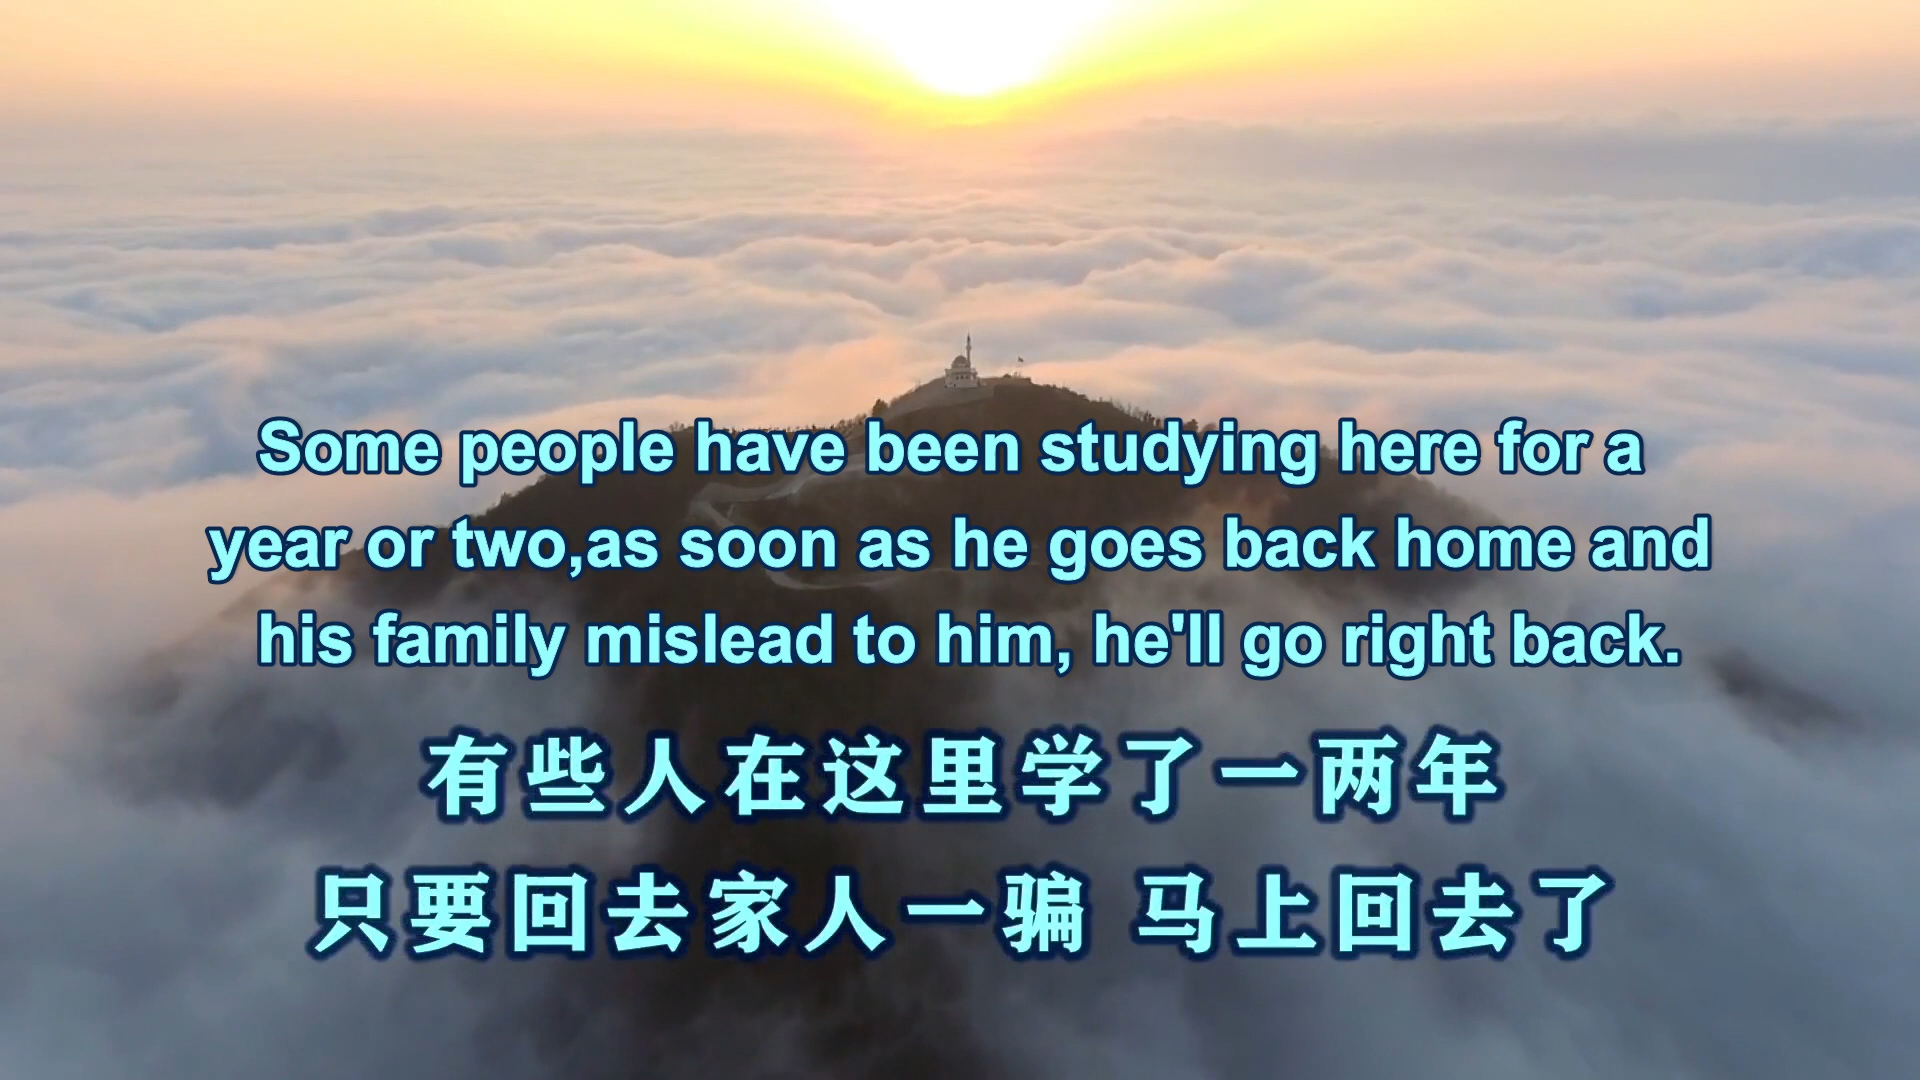 Some people have been studying here for a
year or two,as soon as he goes back home and
his family mislead to him, he'll go right back.
有些人在这里学了一两年
只要回去家人一骗 马上回去了